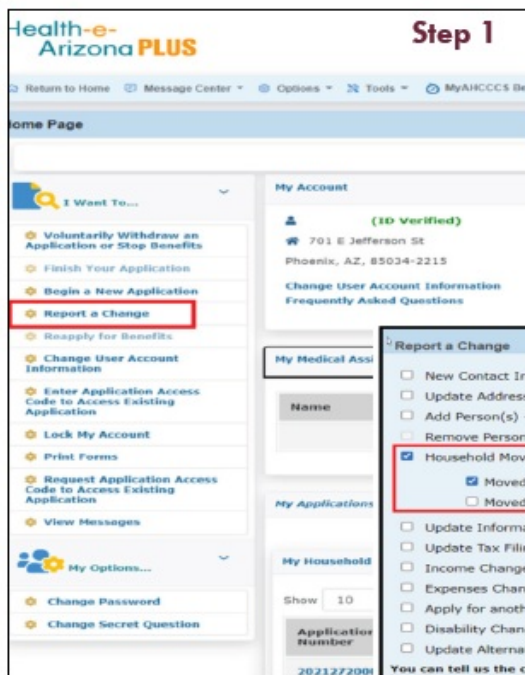 Health-e-
Arizona PLUS
Step 1
Return to Home Message Center Options Tools MyAHCCCS
Home Page
I Want To...
Voluntarily Withdraw an
Application or Stop Benefits
Finish Your Application
Begin a New Application
Report a Change
Reapply for Benefits
Change User Account
Information
Enter Application Access
Code to Access Existing
Application
Lock My Account
Print Forms
Request Application Access
Code to Access Existing
Application
View Messages
My Options...
Change Password
Change Secret Question
My Account
(ID Verified)
701 E Jefferson St
Phoenix, AZ, 85034-2215
Change User Account Information
Frequently Asked Questions
My Medical Assi
Name
My Applications
My Household
Show 10
Application
Number
Report a Change
New Contact In
Update Address
Add Person(s)
Remove Person
Household Mov
Moved
Moved
Update Informa
Update Tax Fili
Income Change
Expenses Chan
Apply for anoth
Disability Chan
Update Alterna
You can tell us the c